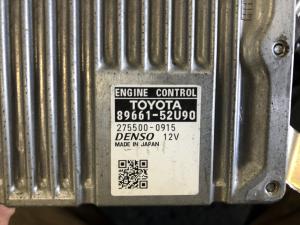 ENGINE CONTROL
TOYOTA
89661-52U90
275500-0915
DENSO 12V
MADE IN JAPAN